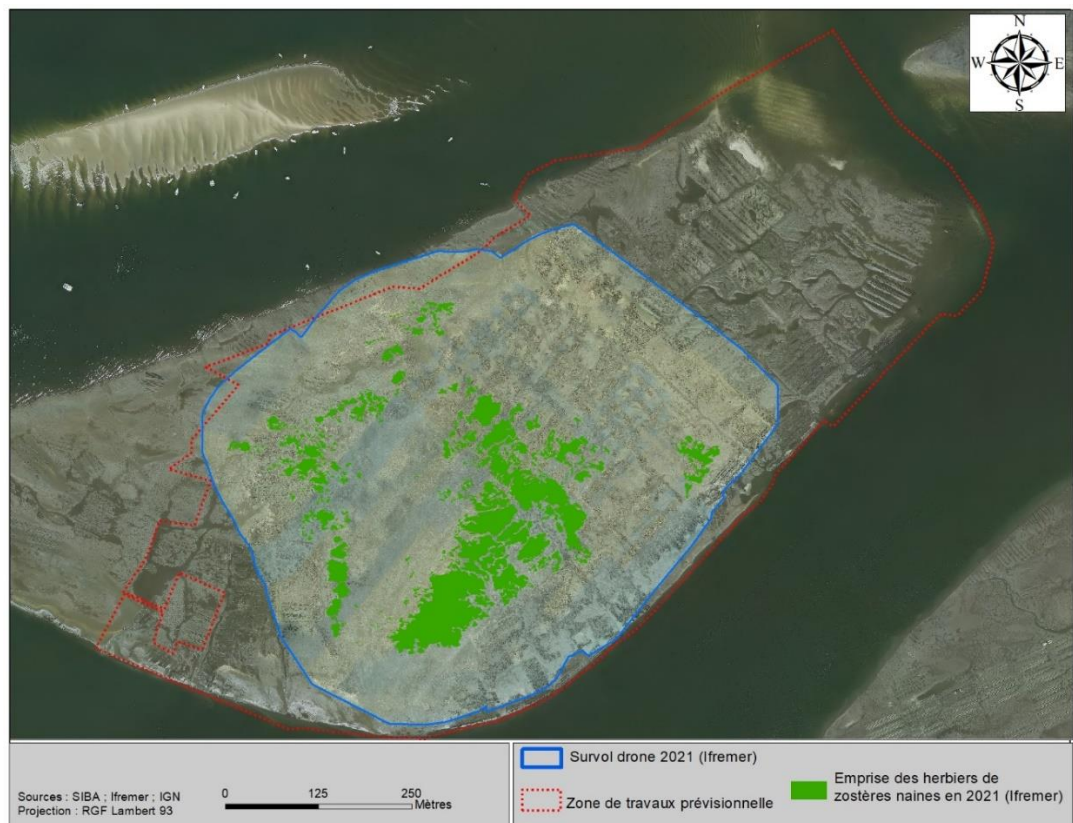 N
W E
S
Sources : SIBA ; Ifremer ; IGN
Projection : RGF Lambert 93
0 125 250
Mètres
Survol drone 2021 (Ifremer)
Zone de travaux prévisionnelle
Emprise des herbiers de
zostères naines en 2021 (Ifremer)